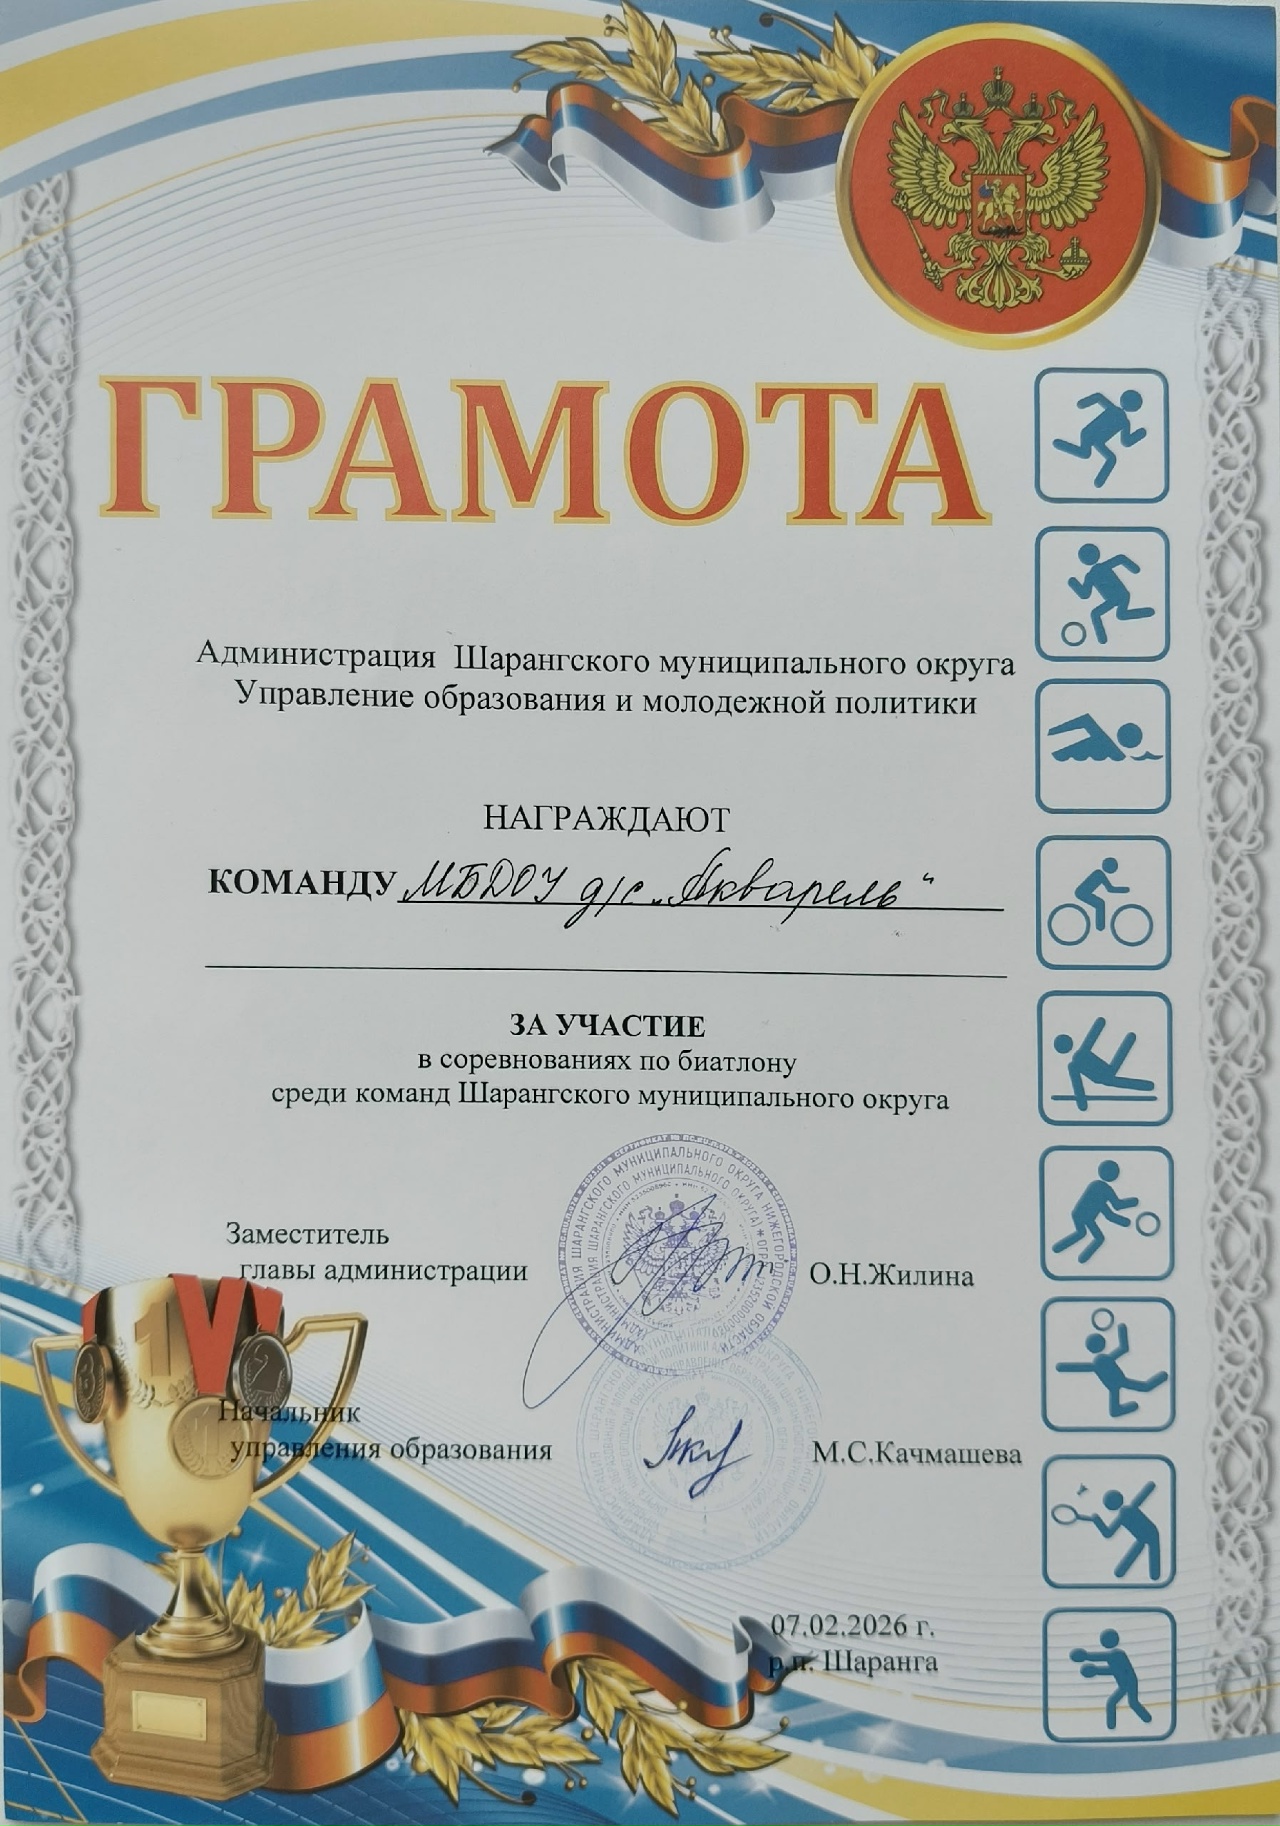 ГРАМОТА
Администрация Шарангского муниципального округа
Управление образования и молодежной политики
НАГРАЖДАЮТ
КОМАНДУ МБДОУ д/с „Акварель“
ЗА УЧАСТИЕ
в соревнованиях по биатлону
среди команд Шарангского муниципального округа
Заместитель
главы администрации О.Н.Жилина
Начальник
управления образования М.С.Качмашева
07.02.2026 г.
р.п. Шаранга